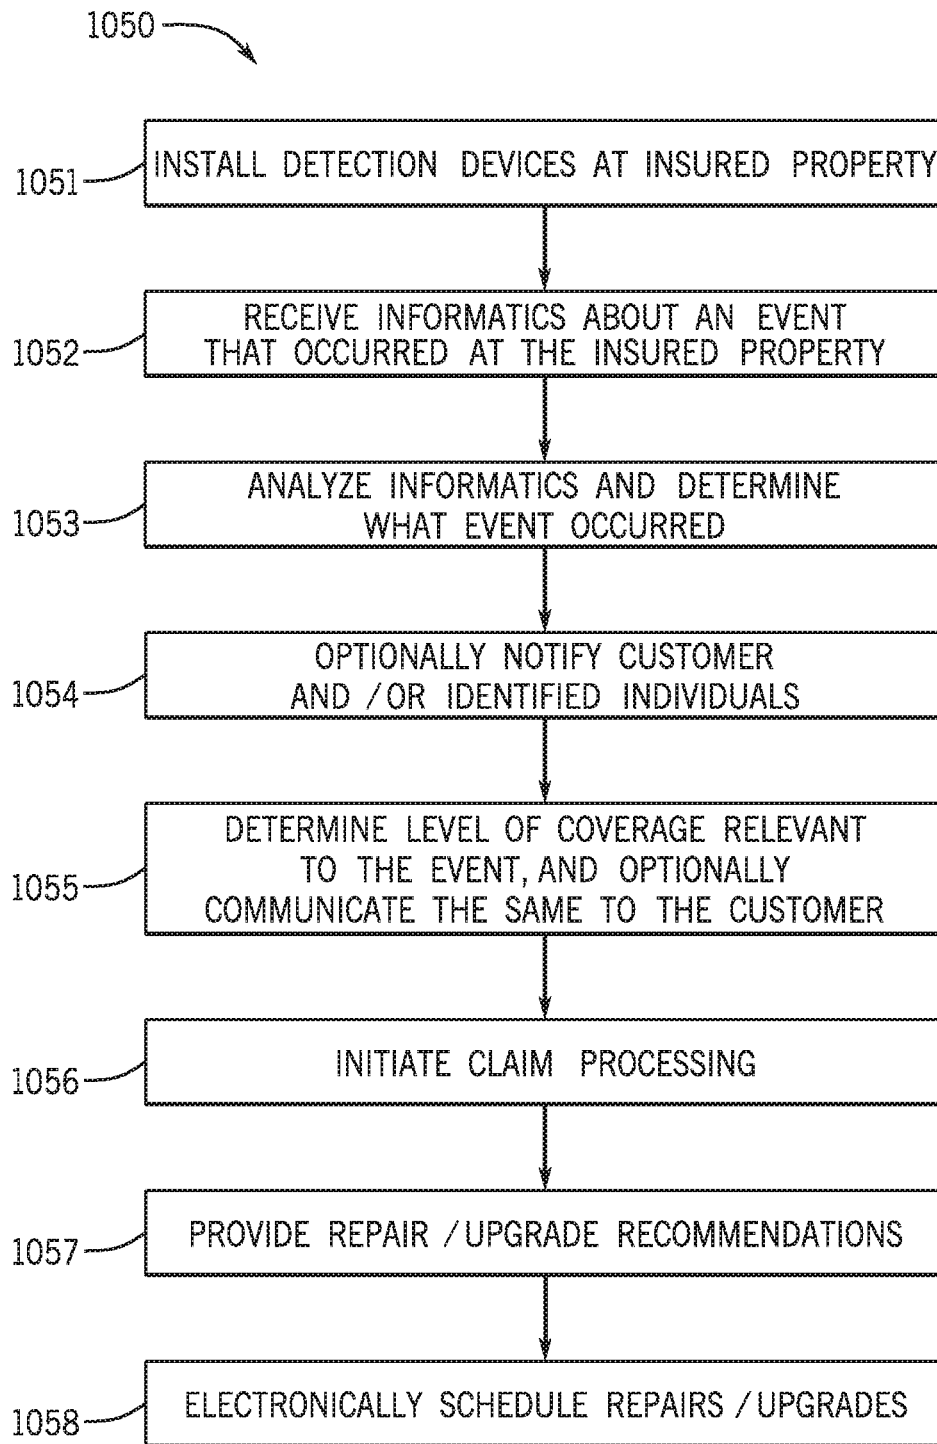 1050
1051
INSTALL DETECTION DEVICES AT INSURED PROPERTY
1052
RECEIVE INFORMATICS ABOUT AN EVENT
THAT OCCURRED AT THE INSURED PROPERTY
1053
ANALYZE INFORMATICS AND DETERMINE
WHAT EVENT OCCURRED
1054
OPTIONALLY NOTIFY CUSTOMER
AND / OR IDENTIFIED INDIVIDUALS
1055
DETERMINE LEVEL OF COVERAGE RELEVANT
TO THE EVENT, AND OPTIONALLY
COMMUNICATE THE SAME TO THE CUSTOMER
1056
INITIATE CLAIM PROCESSING
1057
PROVIDE REPAIR / UPGRADE RECOMMENDATIONS
1058
ELECTRONICALLY SCHEDULE REPAIRS / UPGRADES